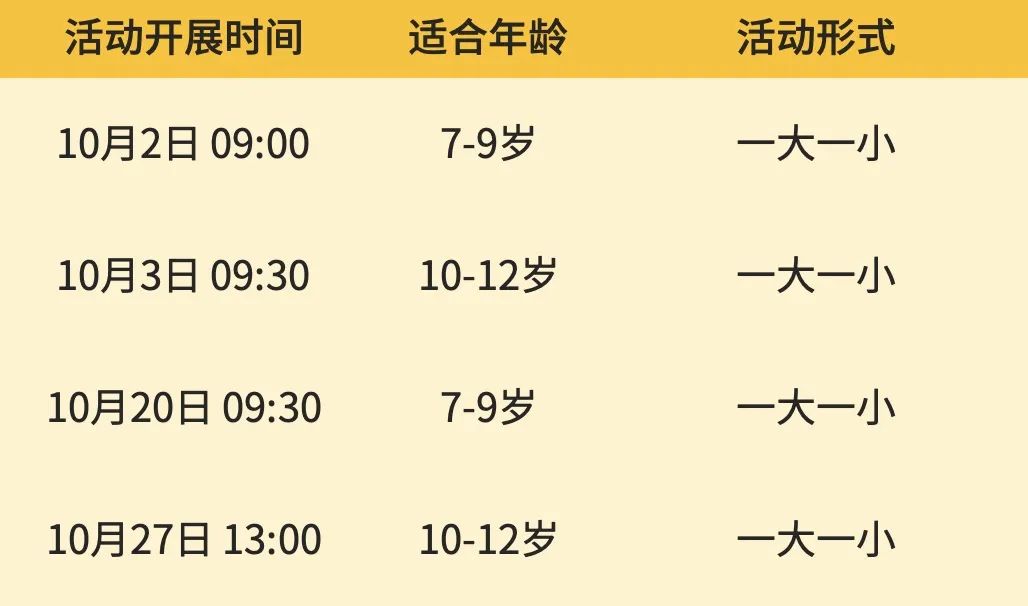 活动开展时间 适合年龄 活动形式
10月2日 09:00 7-9岁 一大一小
10月3日 09:30 10-12岁 一大一小
10月20日 09:30 7-9岁 一大一小
10月27日 13:00 10-12岁 一大一小